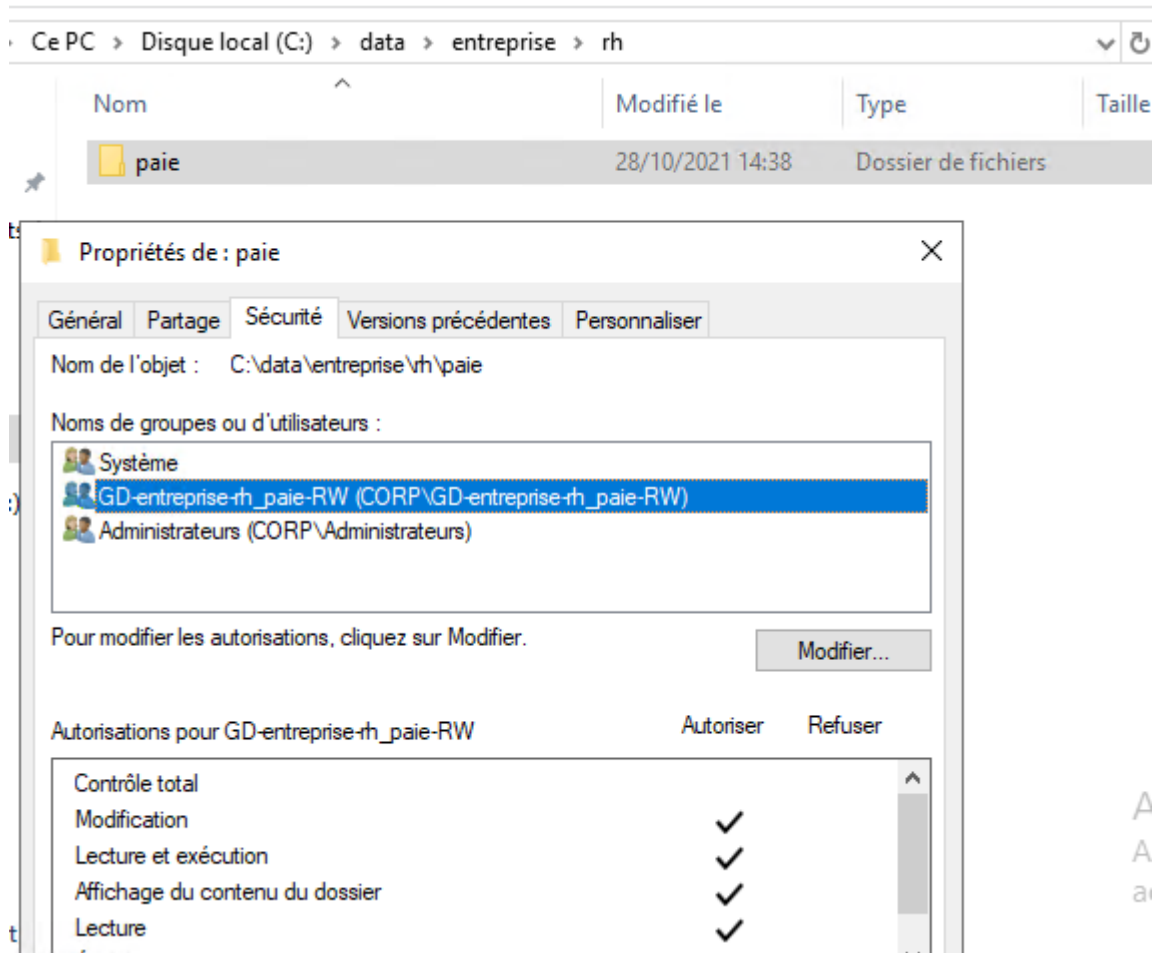 Ce PC > Disque local (C:) > data > entreprise > rh
Nom Modifié le Type Taille
paie 28/10/2021 14:38 Dossier de fichiers
Propriétés de : paie
Général Partage Sécurité Versions précédentes Personnaliser
Nom de l'objet : C:\data\entreprise\rh\paie
Noms de groupes ou d'utilisateurs :
Système
GD-entreprise-rh_paie-RW (CORP\GD-entreprise-rh_paie-RW)
Administrateurs (CORP\Administrateurs)
Pour modifier les autorisations, cliquez sur Modifier.
Modifier...
Autorisations pour GD-entreprise-rh_paie-RW Autoriser Refuser
Contrôle total
Modification
Lecture et exécution
Affichage du contenu du dossier
Lecture